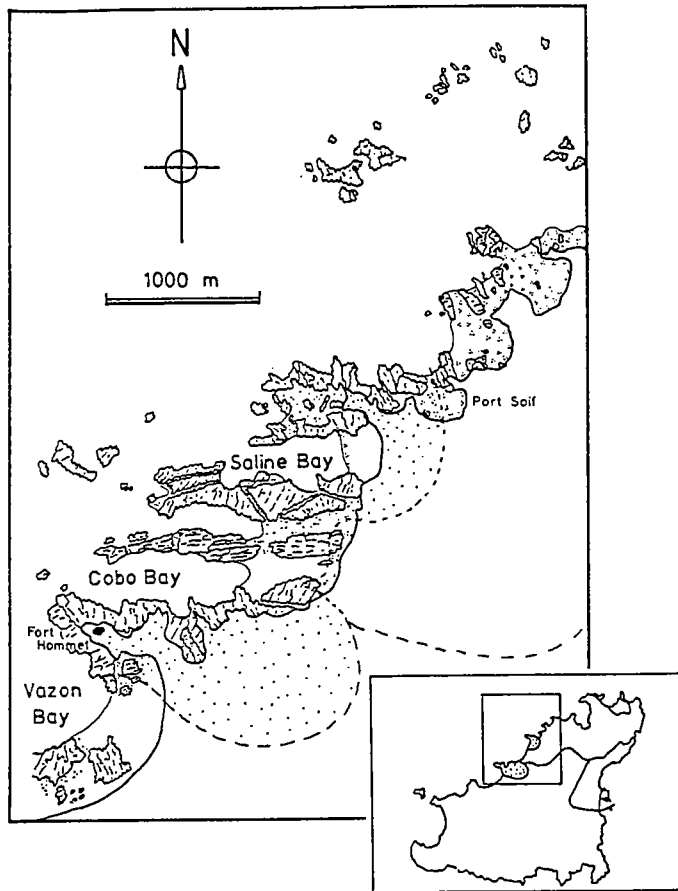 N
1000 m
Port Soif
Saline Bay
Cobo Bay
Fort
Hommet
Vazon
Bay